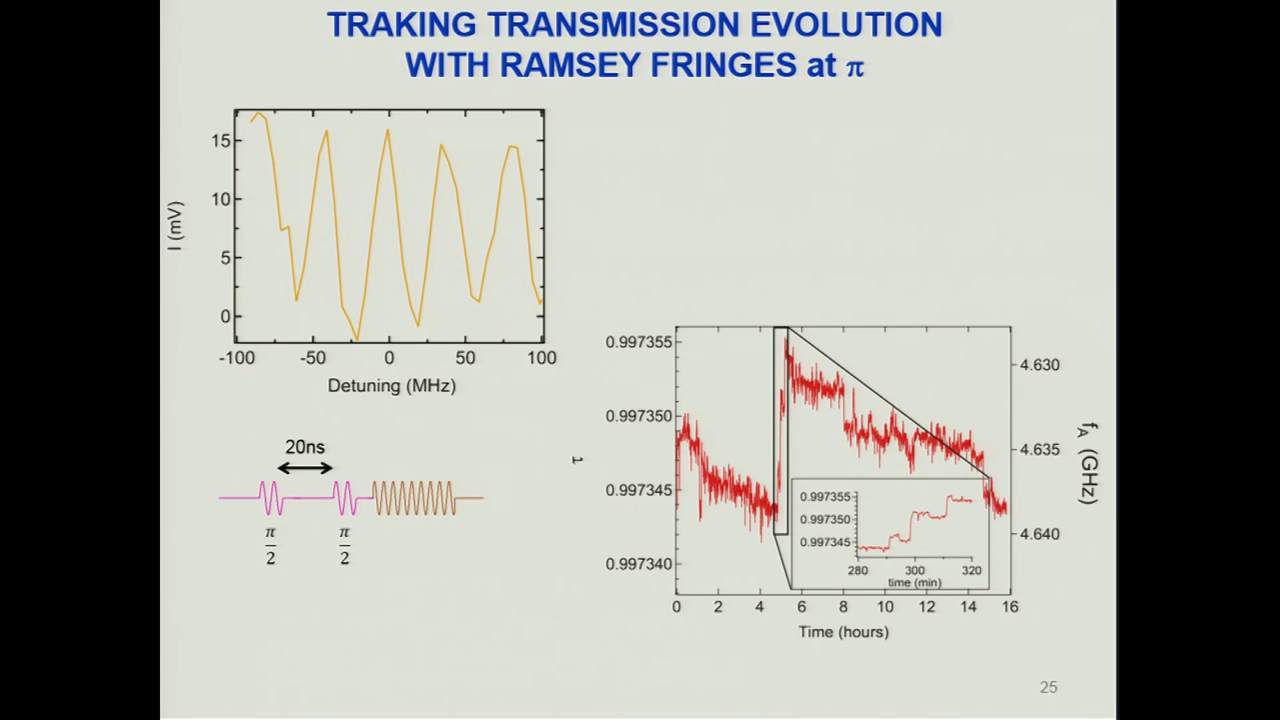 TRAKING TRANSMISSION EVOLUTION
WITH RAMSEY FRINGES at π
I (mV)
15
10
5
0
-100 -50 0 50 100
Detuning (MHz)
20ns
π/2 π/2
τ
0.997355
0.997350
0.997345
0.997340
4.630
4.635
4.640
f_A (GHz)
0.997355
0.997350
0.997345
280 300 320
time (min)
0 2 4 6 8 10 12 14 16
Time (hours)
25